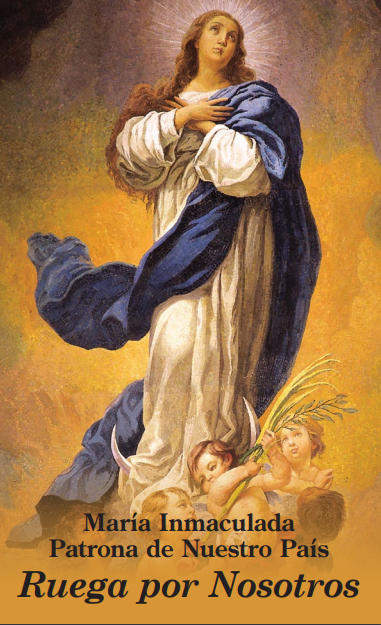 María Inmaculada
Patrona de Nuestro País
Ruega por Nosotros